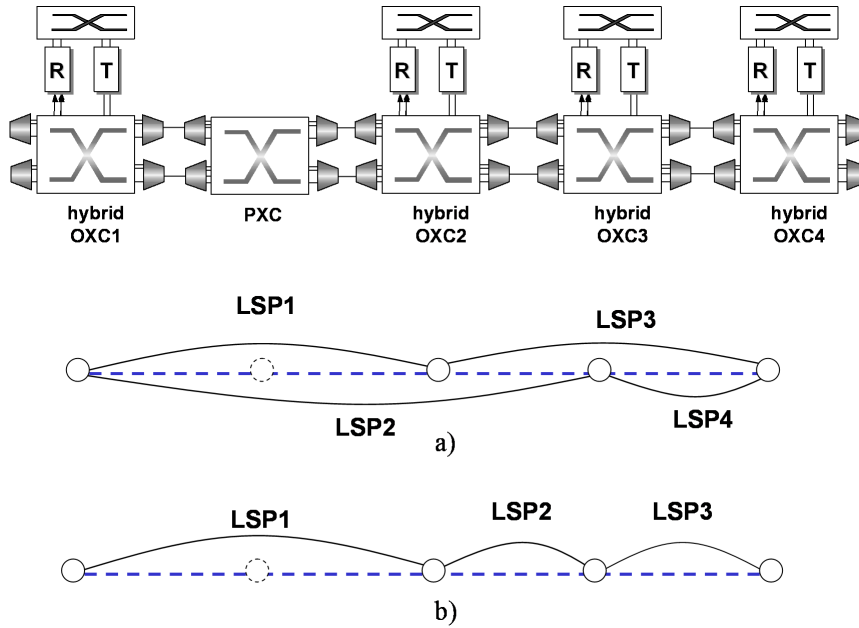 R T R T R T R T
hybrid OXC1
PXC
hybrid OXC2
hybrid OXC3
hybrid OXC4
LSP1
LSP3
LSP2
LSP4
a)
LSP1
LSP2
LSP3
b)